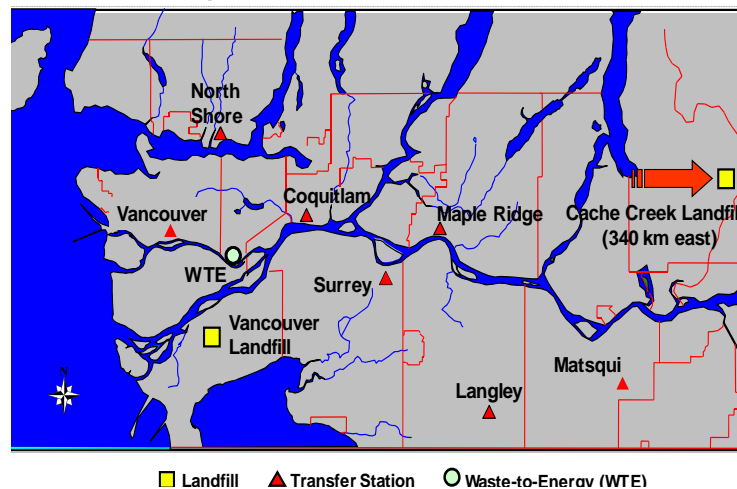 North
Shore
Coquitlam
Vancouver
Maple Ridge
Cache Creek Landfill
(340 km east)
WTE
Surrey
Vancouver
Landfill
Matsqui
Langley
Landfill
Transfer Station
Waste-to-Energy (WTE)